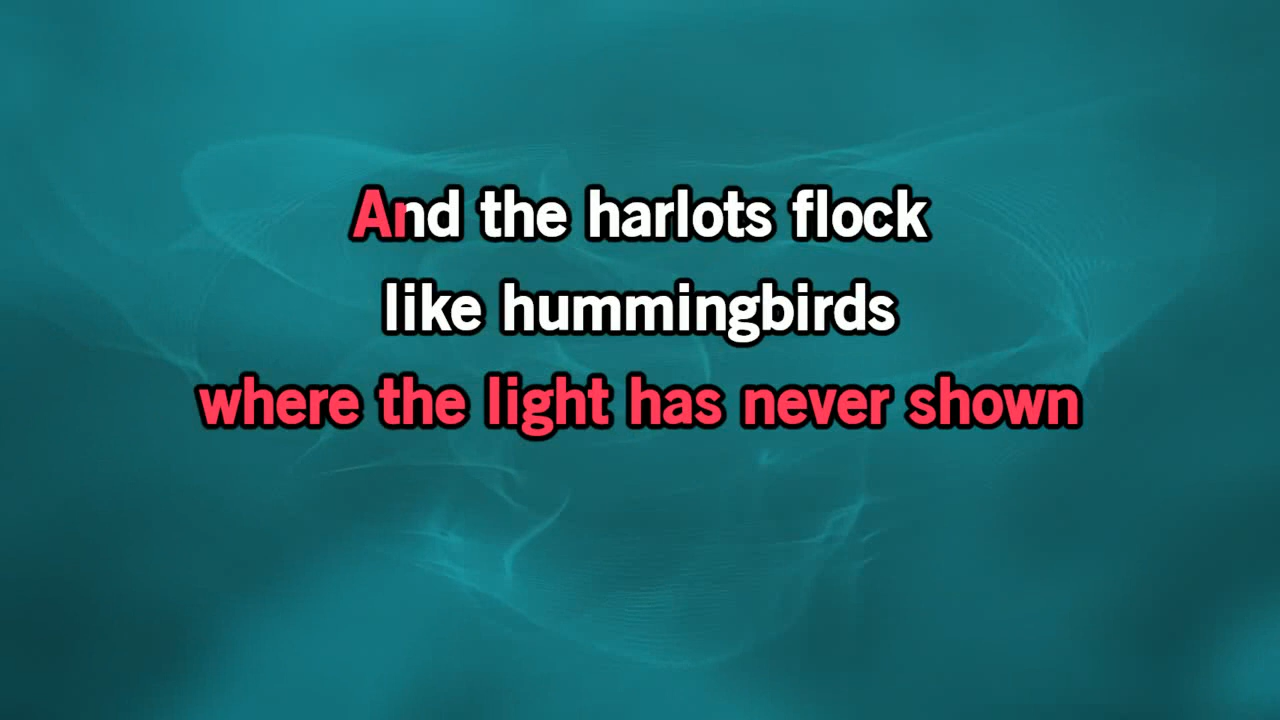 And the harlots flock
like hummingbirds
where the light has never shown